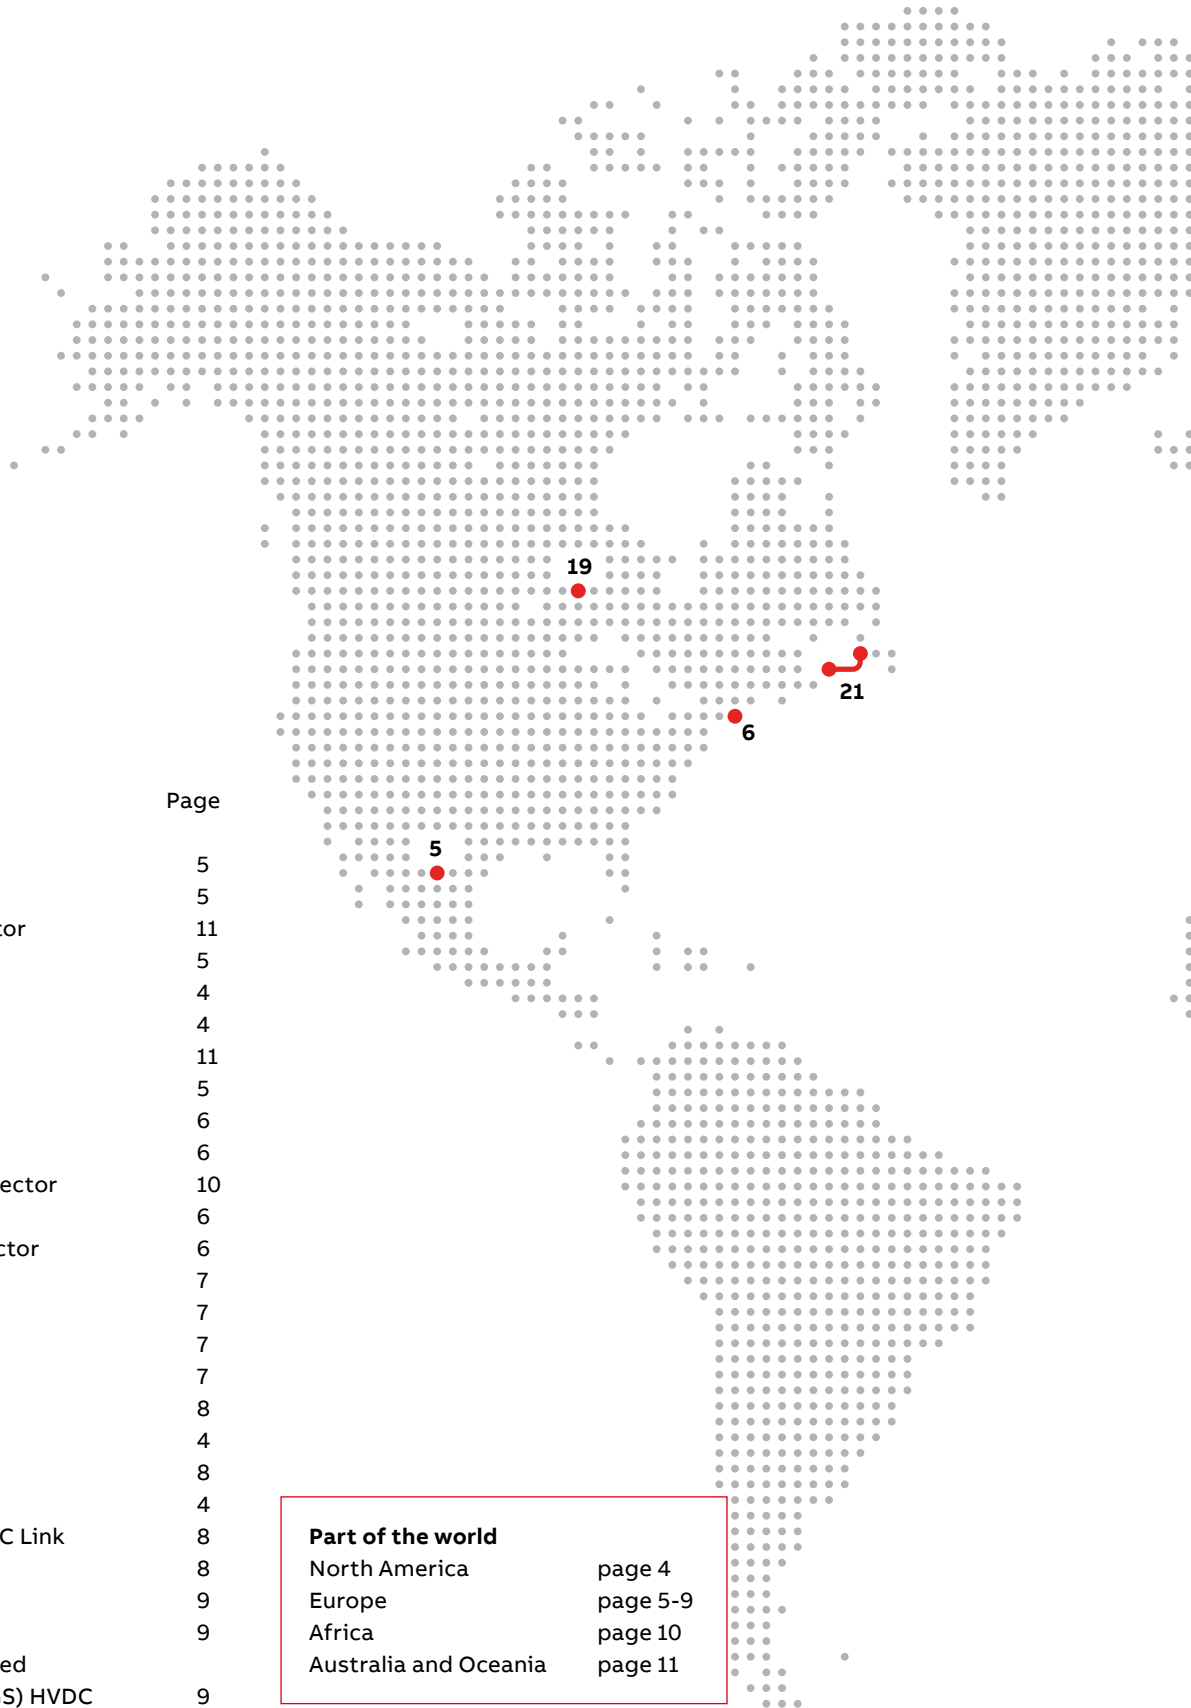 19
21
6
Page
5
5
5
tor 11
5
4
4
11
5
6
6
ector 10
6
ctor 6
7
7
7
7
8
4
8
4
C Link 8
8
9
9
ed
S) HVDC 9
Part of the world
North America page 4
Europe page 5-9
Africa page 10
Australia and Oceania page 11